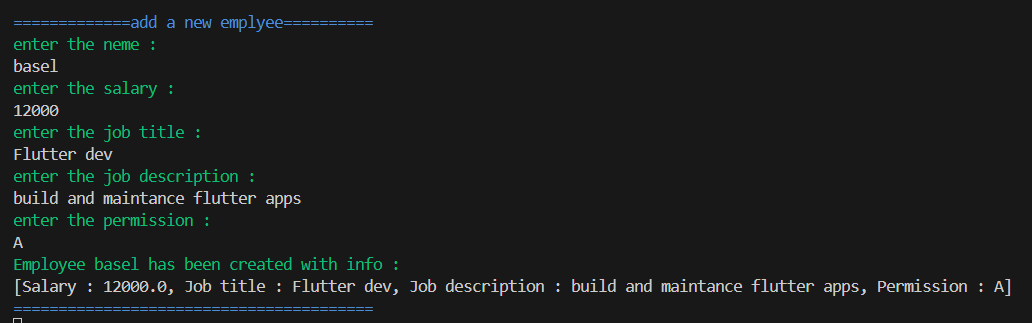 =============add a new emplyee==========
enter the neme :
basel
enter the salary :
12000
enter the job title :
Flutter dev
enter the job description :
build and maintance flutter apps
enter the permission :
A
Employee basel has been created with info :
[Salary : 12000.0, Job title : Flutter dev, Job description : build and maintance flutter apps, Permission : A]
========================================